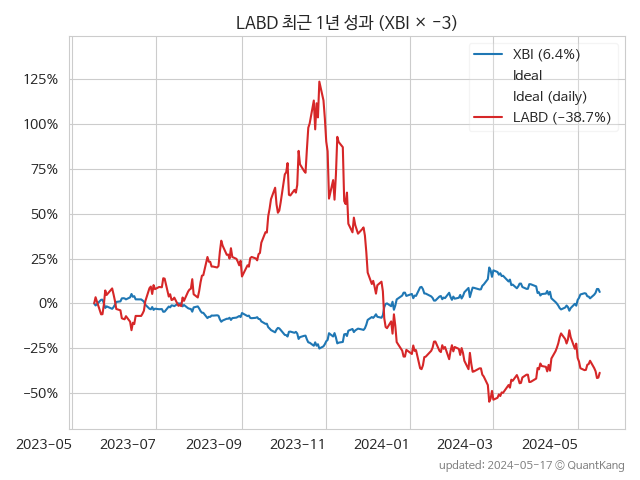 LABD 최근 1년 성과 (XBI × −3)
XBI (6.4%)
Ideal
Ideal (daily)
LABD (−38.7%)
125%
100%
75%
50%
25%
0%
−25%
−50%
2023−05 2023−07 2023−09 2023−11 2024−01 2024−03 2024−05
updated: 2024−05−17 © QuantKang